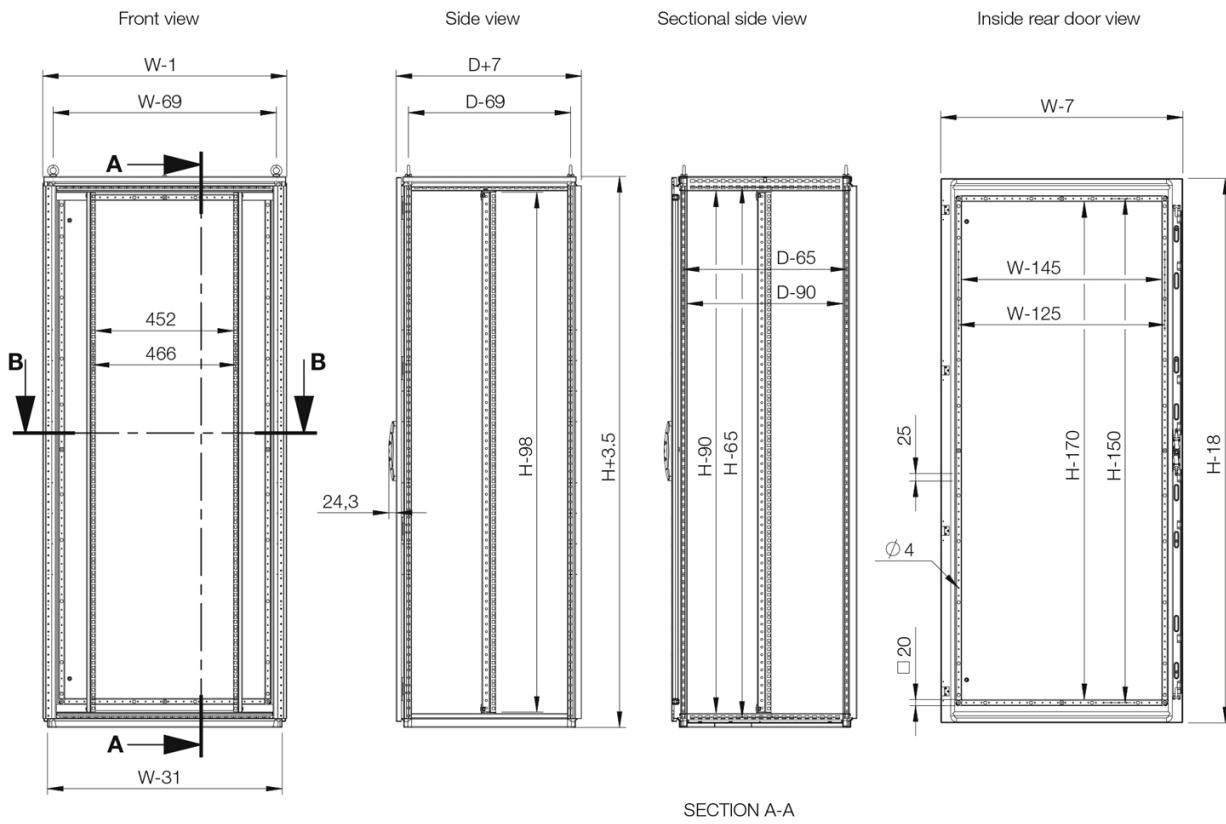 Front view
Side view
Sectional side view
Inside rear door view
W-1
W-69
A
B
B
452
466
A
W-31
D+7
D-69
H-98
H+3.5
24,3
D-65
D-90
H-90
H-65
W-7
W-145
W-125
25
H-170
H-150
H-18
Ø 4
□ 20
SECTION A-A